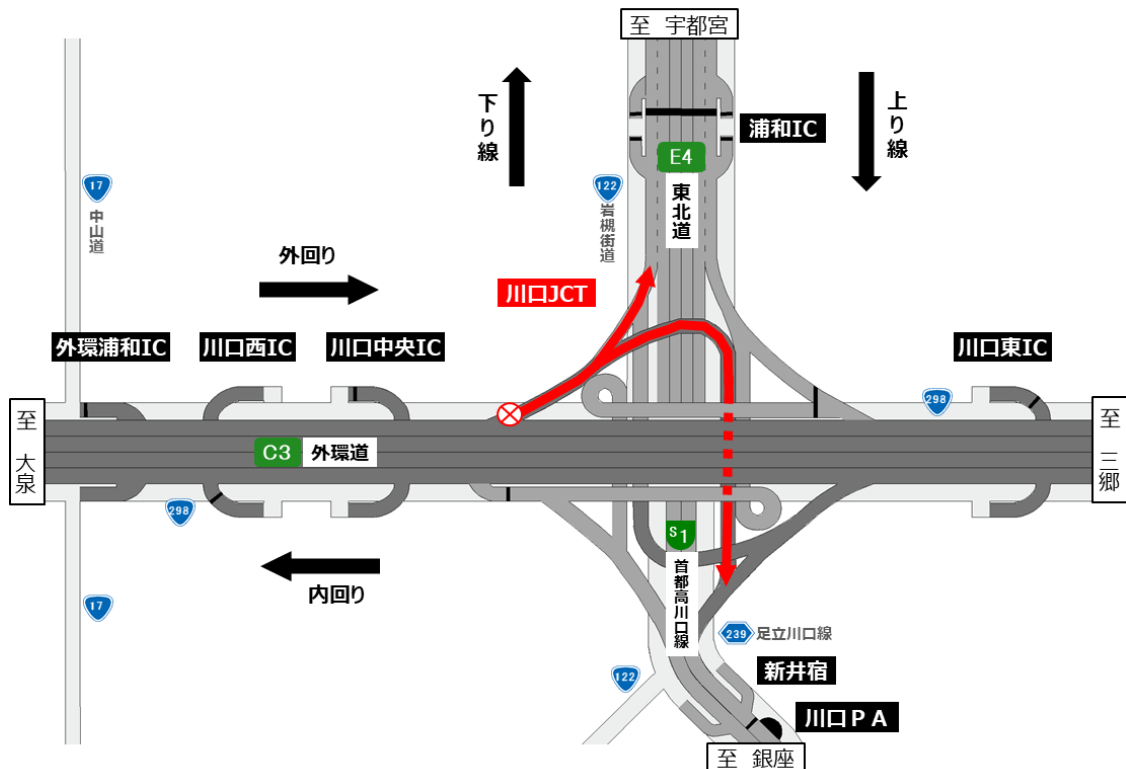 至 宇都宮
下り線
上り線
浦和IC
E4
東北道
17
中山道
122
岩槻街道
外回り
川口JCT
外環浦和IC
川口西IC
川口中央IC
川口東IC
298
至 大泉
C3 外環道
至 三郷
298
S1
首都高川口線
内回り
17
239 足立川口線
122
新井宿
川口PA
至 銀座